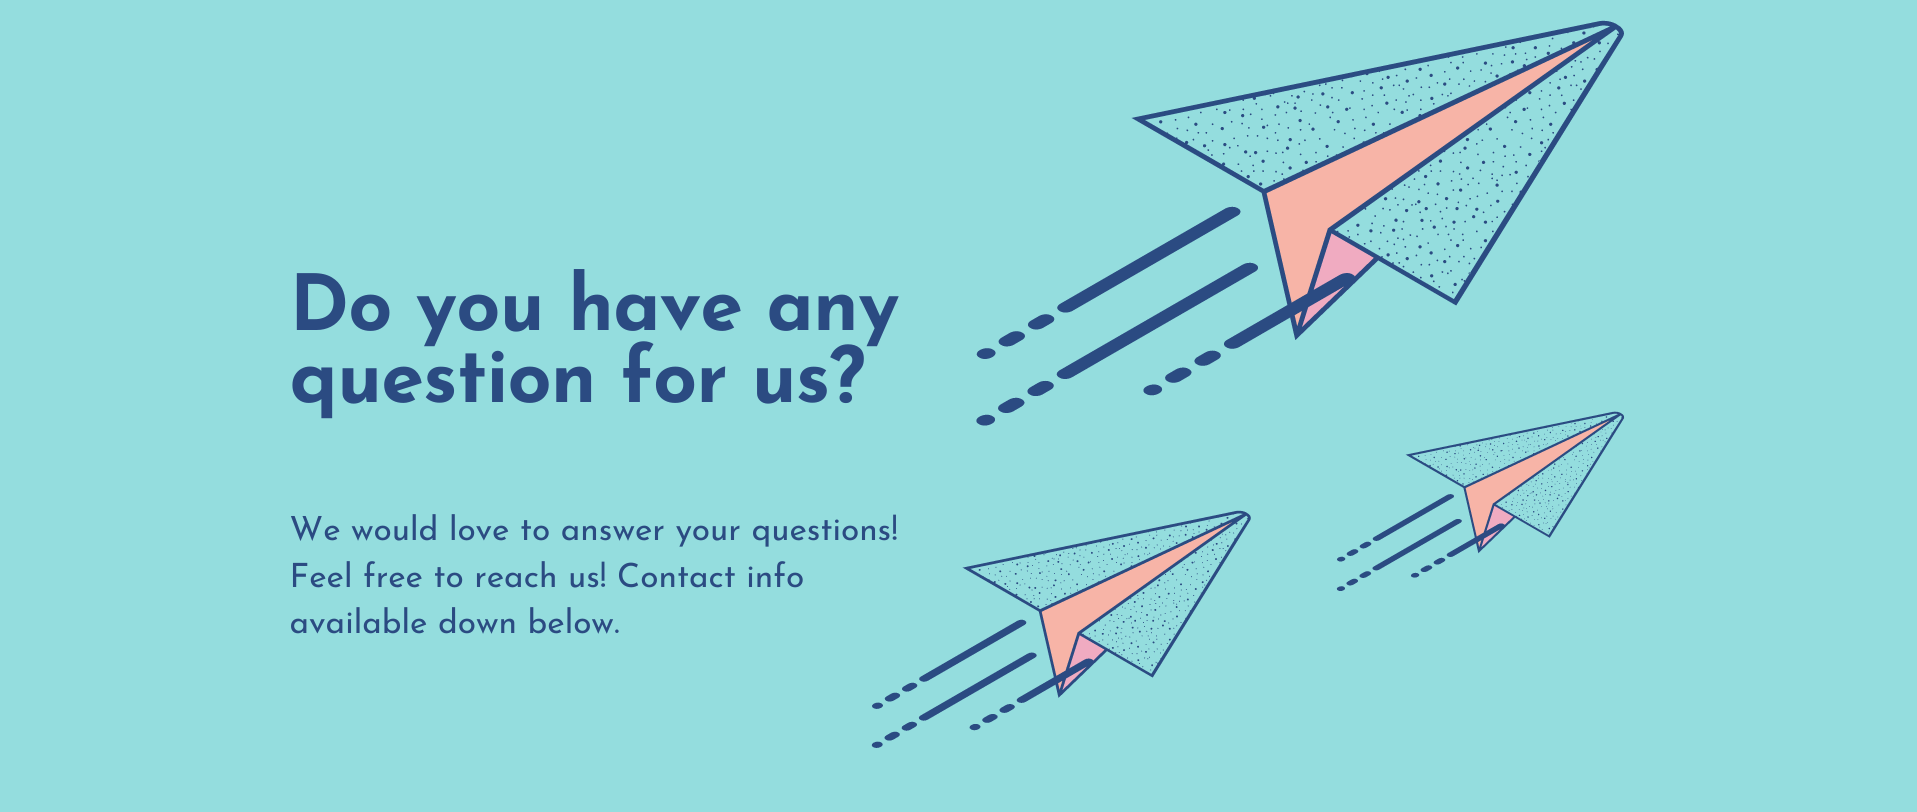 Do you have any
question for us?
We would love to answer your questions!
Feel free to reach us! Contact info
available down below.